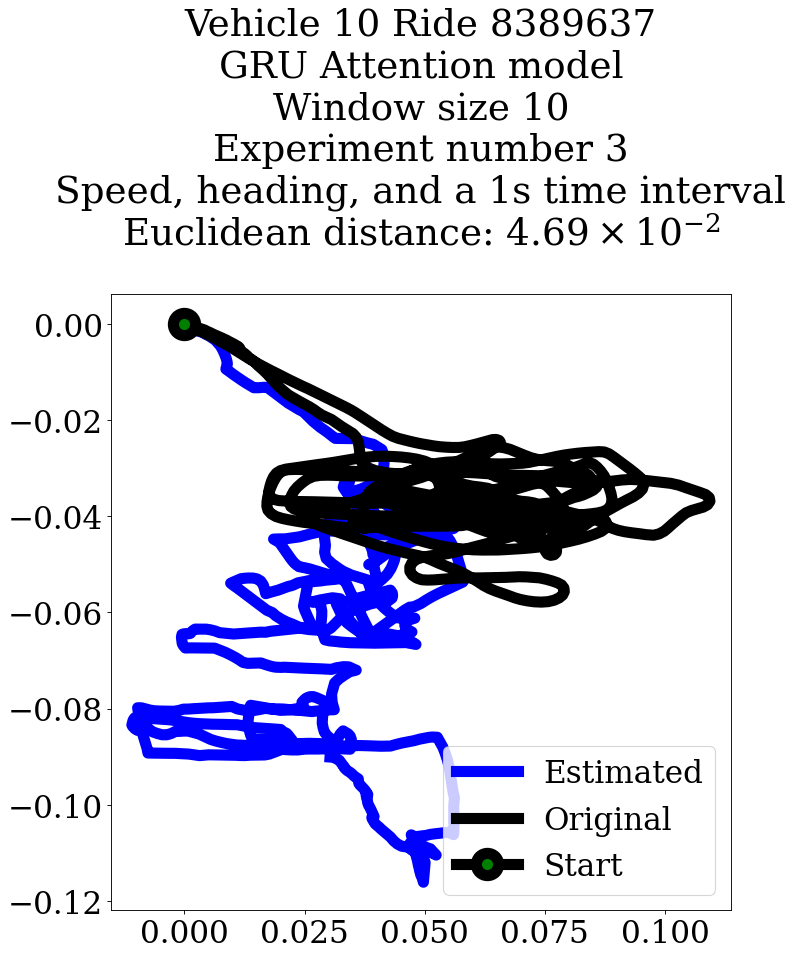 Vehicle 10 Ride 8389637
GRU Attention model
Window size 10
Experiment number 3
Speed, heading, and a 1s time interval
Euclidean distance: 4.69 × 10⁻²
0.00
−0.02
−0.04
−0.06
−0.08
−0.10
−0.12
Estimated
Original
Start
0.000 0.025 0.050 0.075 0.100